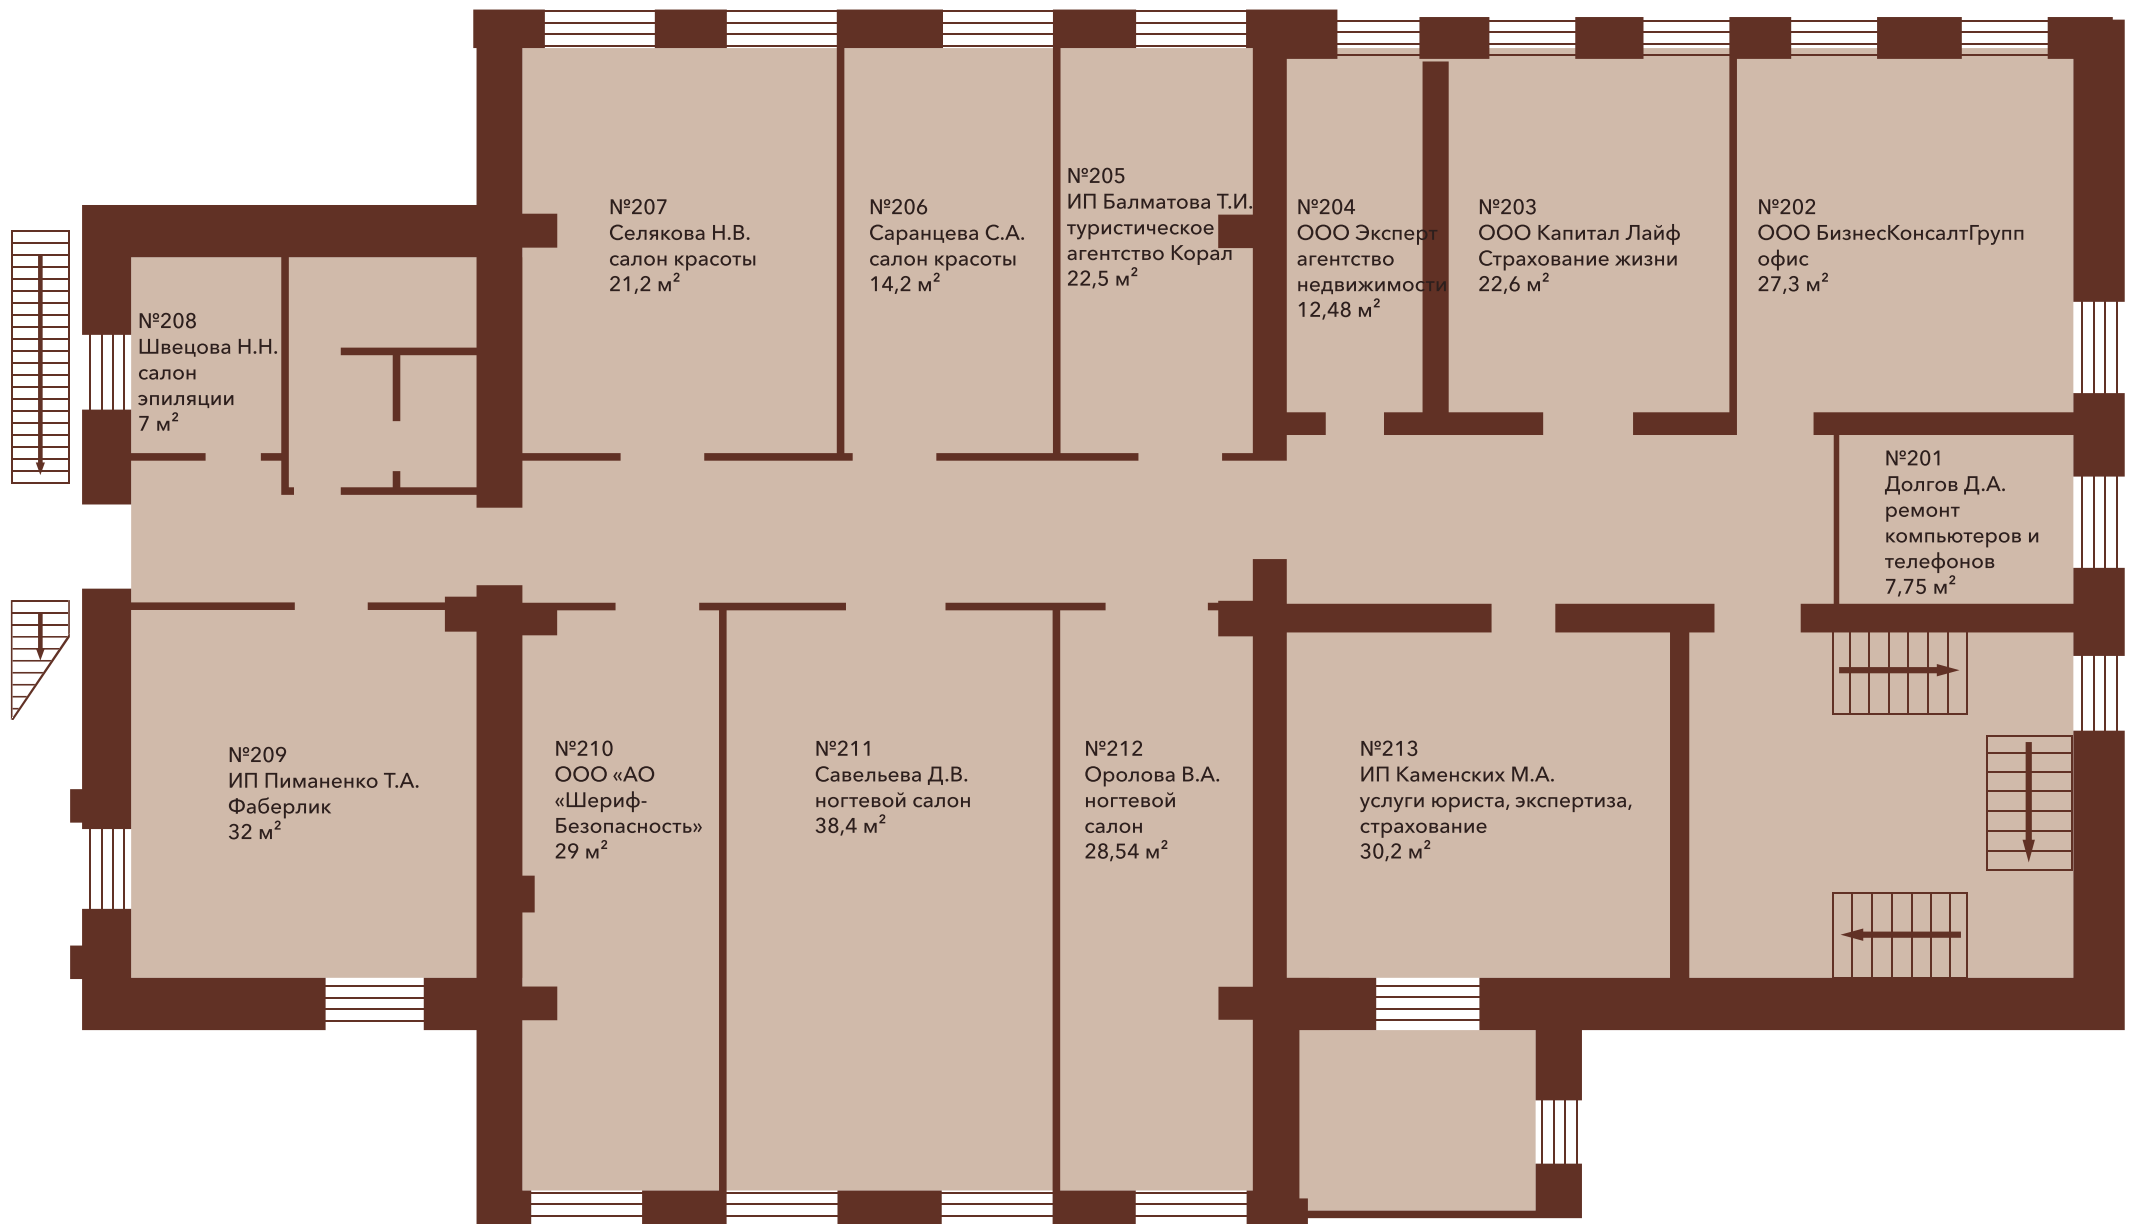 №207
Селякова Н.В.
салон красоты
21,2 м²
№206
Саранцева С.А.
салон красоты
14,2 м²
№205
ИП Балматова Т.И.
туристическое
агентство Корал
22,5 м²
№204
ООО Эксперт
агентство
недвижимости
12,48 м²
№203
ООО Капитал Лайф
Страхование жизни
22,6 м²
№202
ООО БизнесКонсалтГрупп
офис
27,3 м²
№208
Швецова Н.Н.
салон
эпиляции
7 м²
№201
Долгов Д.А.
ремонт
компьютеров и
телефонов
7,75 м²
№209
ИП Пиманенко Т.А.
Фаберлик
32 м²
№210
ООО «АО
«Шериф-
Безопасность»
29 м²
№211
Савельева Д.В.
ногтевой салон
38,4 м²
№212
Оролова В.А.
ногтевой
салон
28,54 м²
№213
ИП Каменских М.А.
услуги юриста, экспертиза,
страхование
30,2 м²